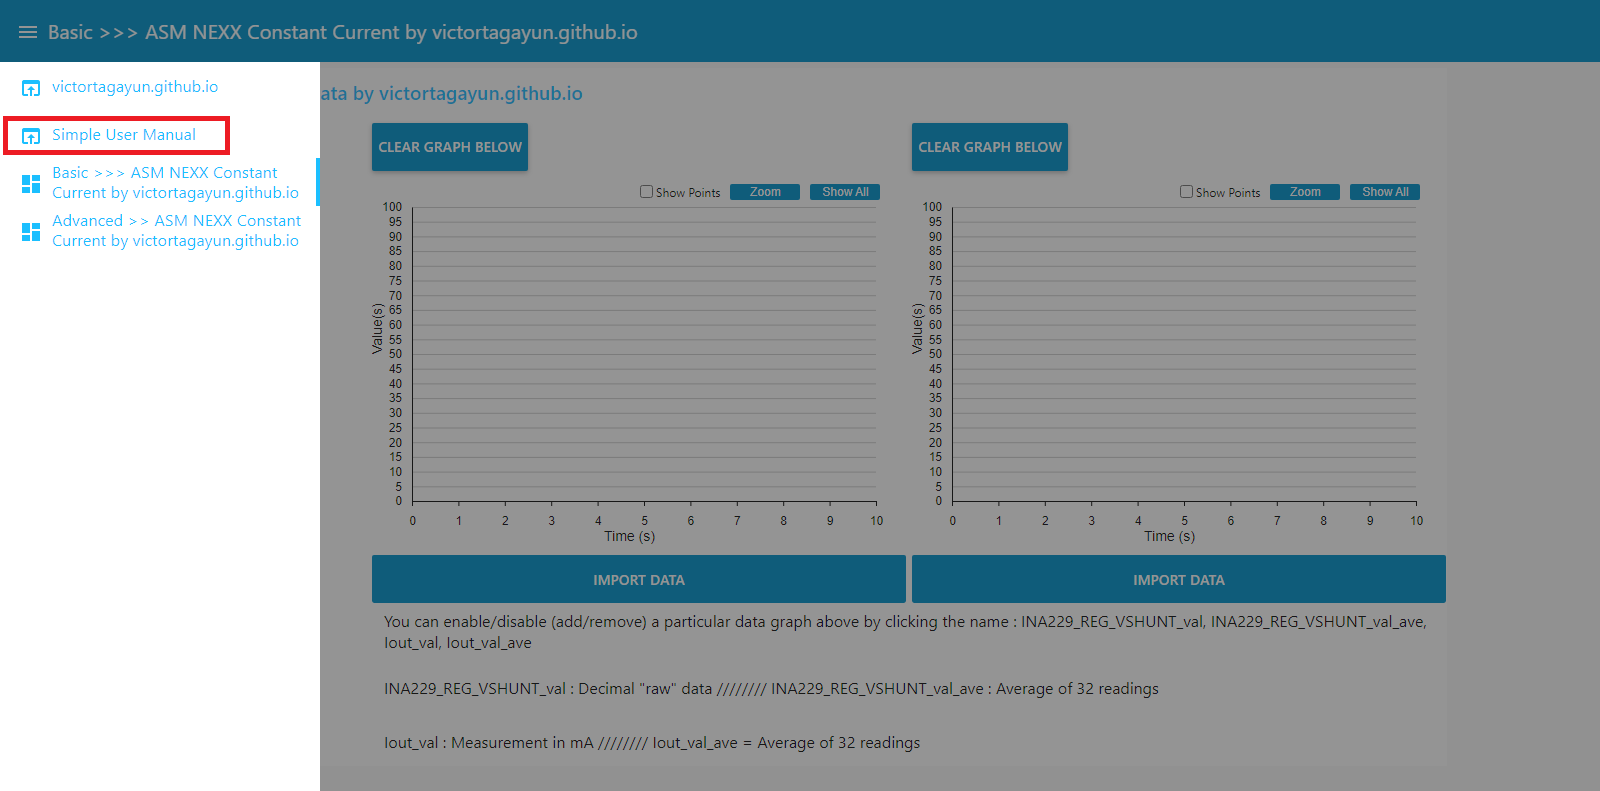 Basic >>> ASM NEXX Constant Current by victortagayun.github.io
victortagayun.github.io
Simple User Manual
Basic >>> ASM NEXX Constant
Current by victortagayun.github.io
Advanced >> ASM NEXX Constant
Current by victortagayun.github.io
ata by victortagayun.github.io
CLEAR GRAPH BELOW
Show Points Zoom Show All
100
95
90
85
80
75
70
65
60
55
50
45
40
35
30
25
20
15
10
5
0
Value(s)
0 1 2 3 4 5 6 7 8 9 10
Time (s)
IMPORT DATA
CLEAR GRAPH BELOW
Show Points Zoom Show All
100
95
90
85
80
75
70
65
60
55
50
45
40
35
30
25
20
15
10
5
0
Value(s)
0 1 2 3 4 5 6 7 8 9 10
Time (s)
IMPORT DATA
You can enable/disable (add/remove) a particular data graph above by clicking the name : INA229_REG_VSHUNT_val, INA229_REG_VSHUNT_val_ave,
Iout_val, Iout_val_ave
INA229_REG_VSHUNT_val : Decimal "raw" data //////// INA229_REG_VSHUNT_val_ave : Average of 32 readings
Iout_val : Measurement in mA //////// Iout_val_ave = Average of 32 readings